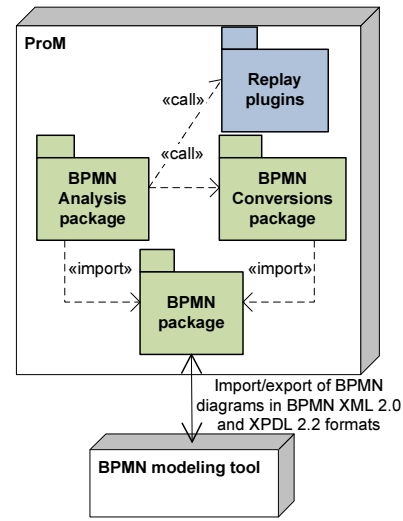 ProM
Replay
plugins
«call»
«call»
BPMN
Analysis
package
BPMN
Conversions
package
«import»
«import»
BPMN
package
Import/export of BPMN
diagrams in BPMN XML 2.0
and XPDL 2.2 formats
BPMN modeling tool